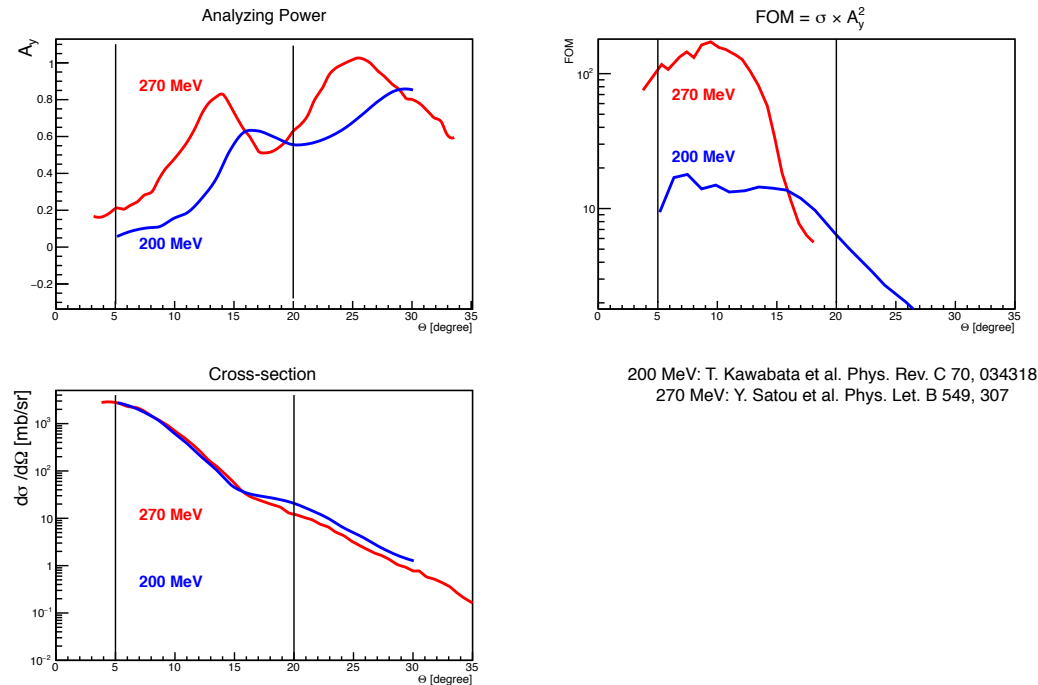 Analyzing Power
A_y
1
0.8
0.6
0.4
0.2
0
−0.2
270 MeV
200 MeV
0 5 10 15 20 25 30 35
Θ [degree]
FOM = σ × A_y^2
FOM
10^2
10
270 MeV
200 MeV
0 5 10 15 20 25 30 35
Θ [degree]
Cross-section
dσ/dΩ [mb/sr]
10^3
10^2
10
1
10^−1
10^−2
270 MeV
200 MeV
0 5 10 15 20 25 30 35
Θ [degree]
200 MeV: T. Kawabata et al. Phys. Rev. C 70, 034318
270 MeV: Y. Satou et al. Phys. Let. B 549, 307